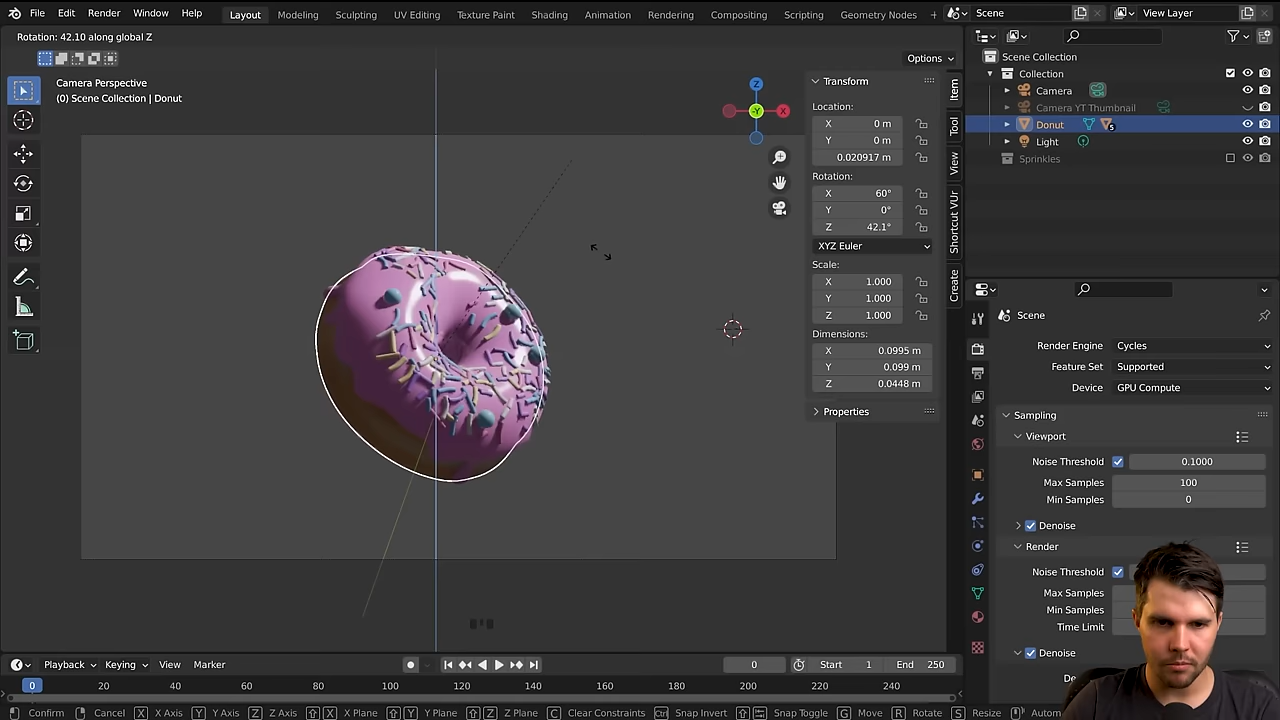 File Edit Render Window Help Layout Modeling Sculpting UV Editing Texture Paint Shading Animation Rendering Compositing Scripting Geometry Nodes + Scene View Layer
Rotation: 42.10 along global Z
Options
Camera Perspective
(0) Scene Collection | Donut
Z
-Y
X
Transform
Location:
X 0 m
Y 0 m
0.020917 m
Rotation:
X 60°
Y 0°
Z 42.1°
XYZ Euler
Scale:
X 1.000
Y 1.000
Z 1.000
Dimensions:
X 0.0995 m
Y 0.099 m
Z 0.0448 m
Properties
Item
Tool
View
Shortcut VUr
Create
Scene Collection
Collection
Camera
Camera YT Thumbnail
Donut 5
Light
Sprinkles
Scene
Render Engine Cycles
Feature Set Supported
Device GPU Compute
Sampling
Viewport
Noise Threshold 0.1000
Max Samples 100
Min Samples 0
Denoise
Render
Noise Threshold
Max Samples
Min Samples
Time Limit
Denoise
Playback Keying View Marker 0 Start 1 End 250
0 20 40 60 80 100 120 140 160 180 200 220 240
Confirm Cancel X X Axis Y Y Axis Z Z Axis X X Plane Y Y Plane Z Z Plane C Clear Constraints Ctrl Snap Invert Snap Toggle G Move R Rotate S Resize